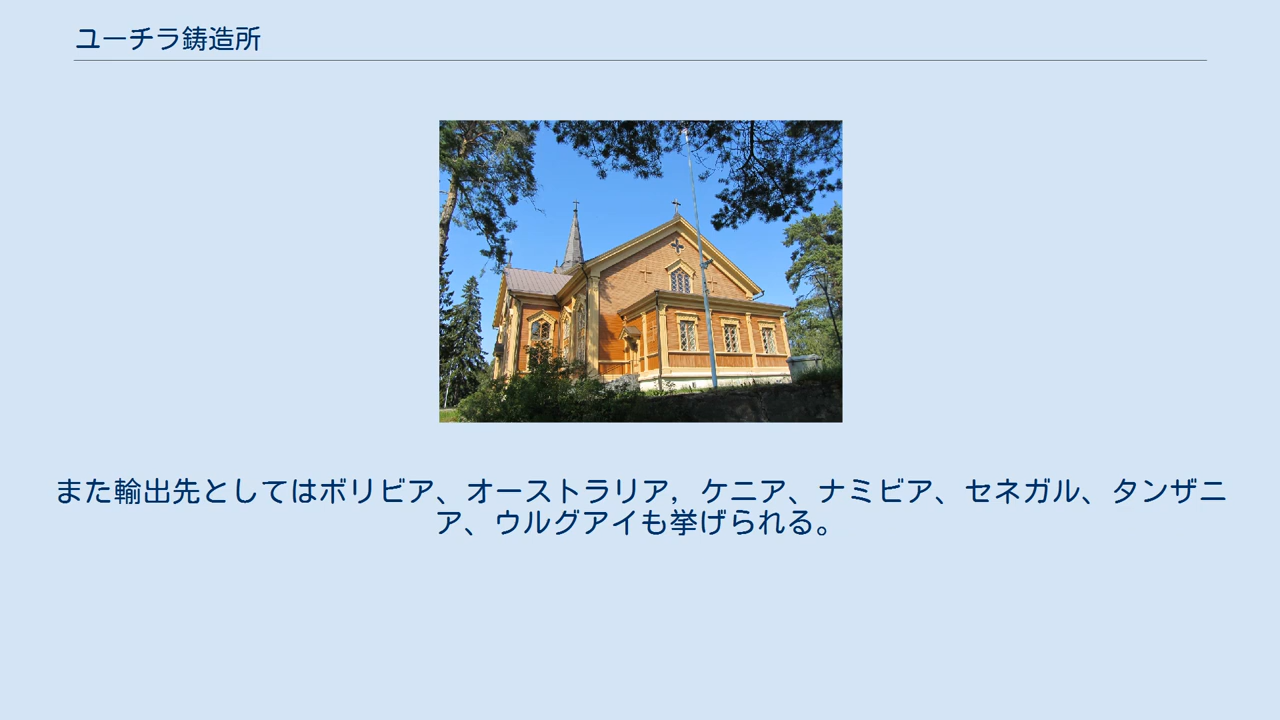 ユーチラ鋳造所
また輸出先としてはボリビア、オーストラリア，ケニア、ナミビア、セネガル、タンザニ
ア、ウルグアイも挙げられる。